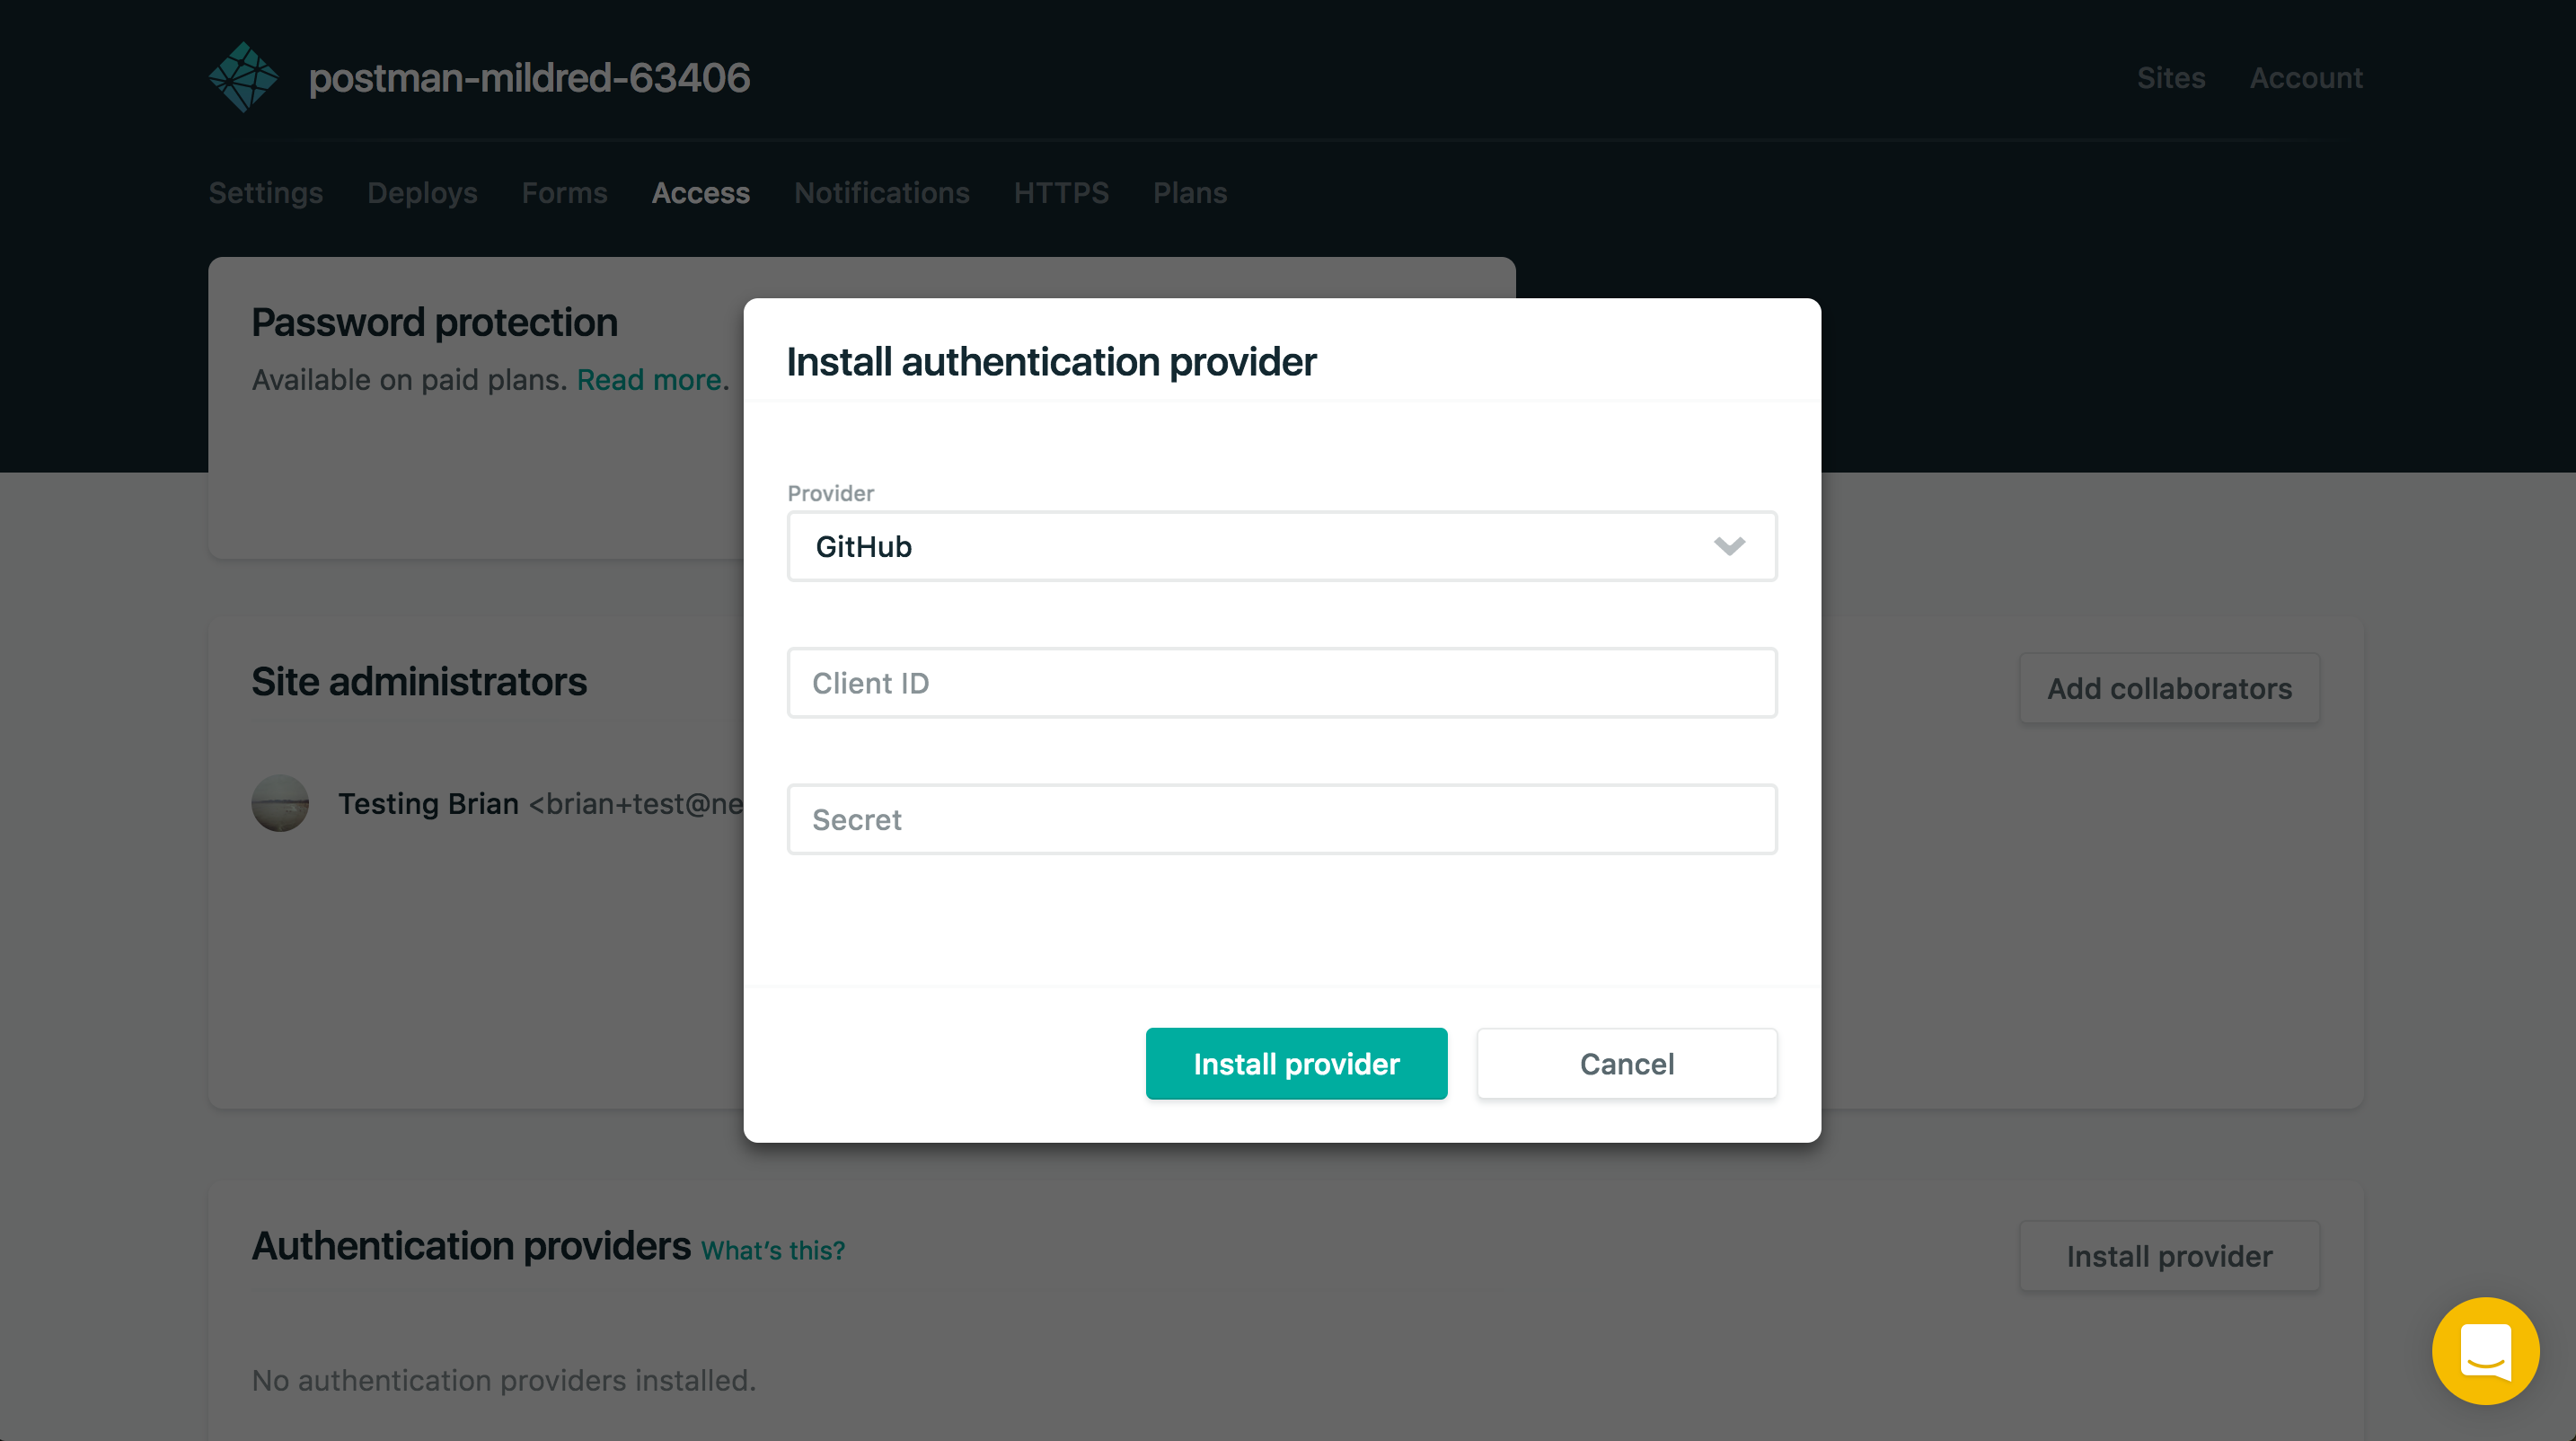 postman-mildred-63406
Sites Account
Settings Deploys Forms Access Notifications HTTPS Plans
Password protection
Available on paid plans. Read more.
Install authentication provider
Provider
GitHub
Client ID
Secret
Install provider Cancel
Site administrators
Add collaborators
Testing Brian <brian+test@ne
Authentication providers What's this?
Install provider
No authentication providers installed.